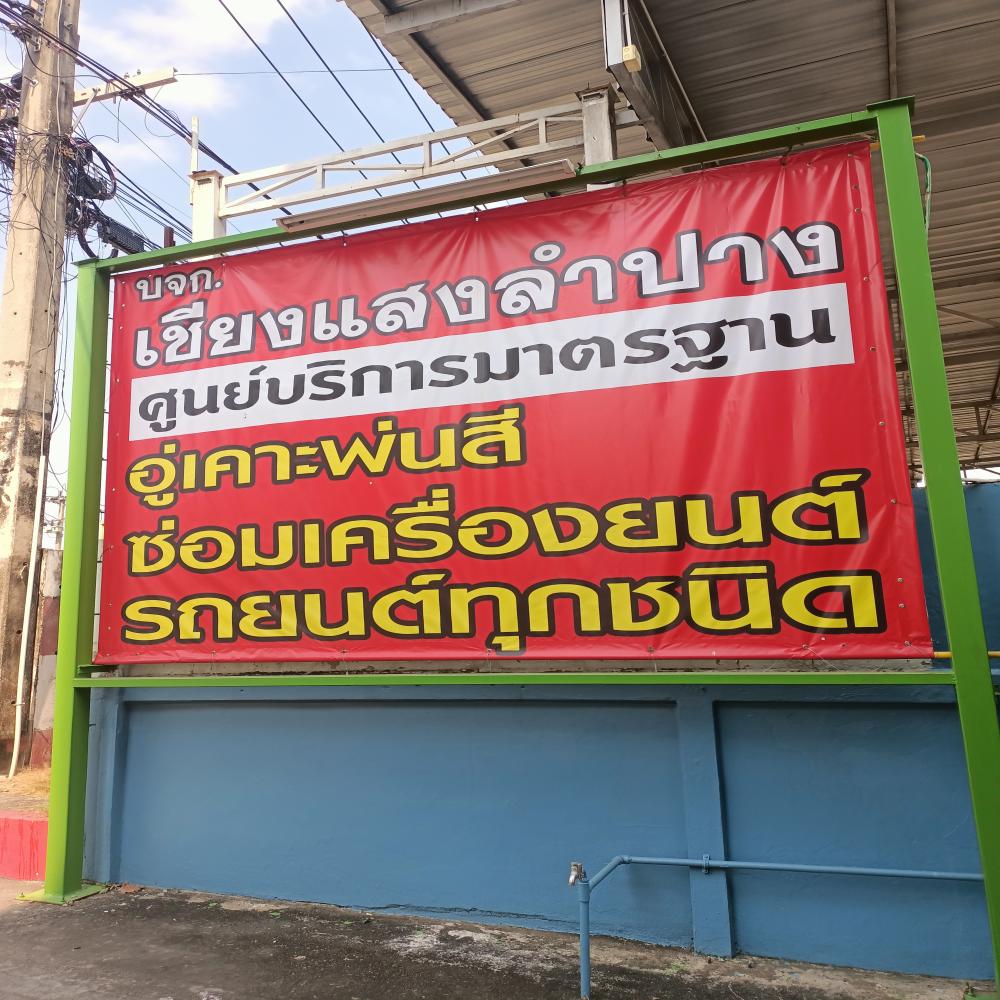 บจก.
เชียงแสงลำปาง
ศูนย์บริการมาตรฐาน
อู่เคาะพ่นสี
ซ่อมเครื่องยนต์
รถยนต์ทุกชนิด